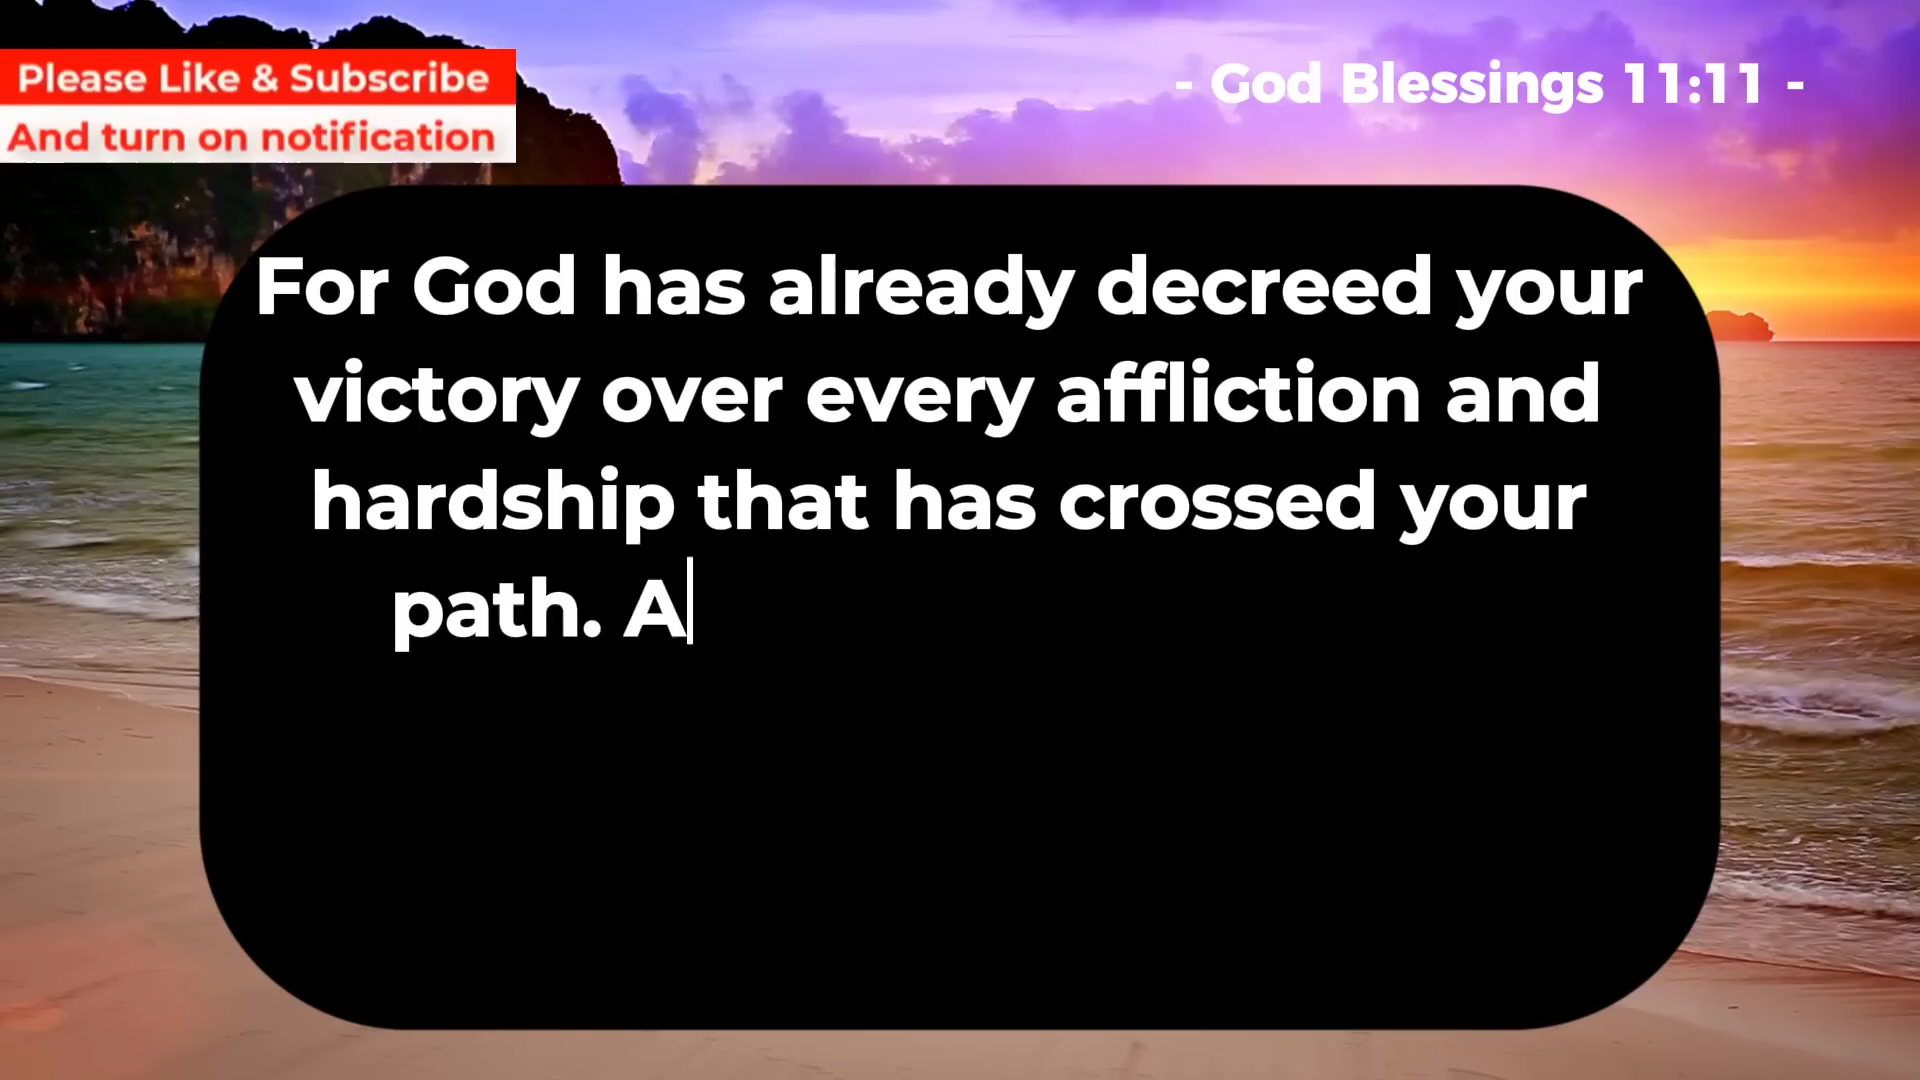 Please Like & Subscribe
And turn on notification
- God Blessings 11:11 -
For God has already decreed your
victory over every affliction and
hardship that has crossed your
path. A